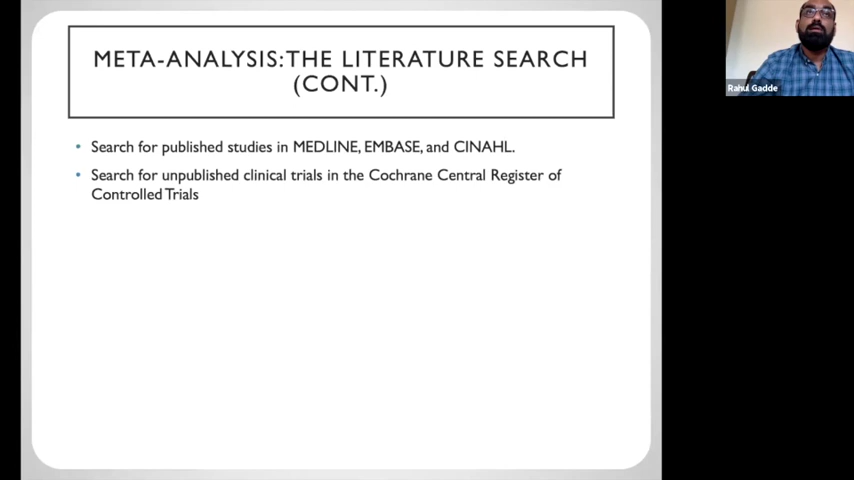 META-ANALYSIS: THE LITERATURE SEARCH
(CONT.)
• Search for published studies in MEDLINE, EMBASE, and CINAHL.
• Search for unpublished clinical trials in the Cochrane Central Register of
Controlled Trials
Rahul Gadde